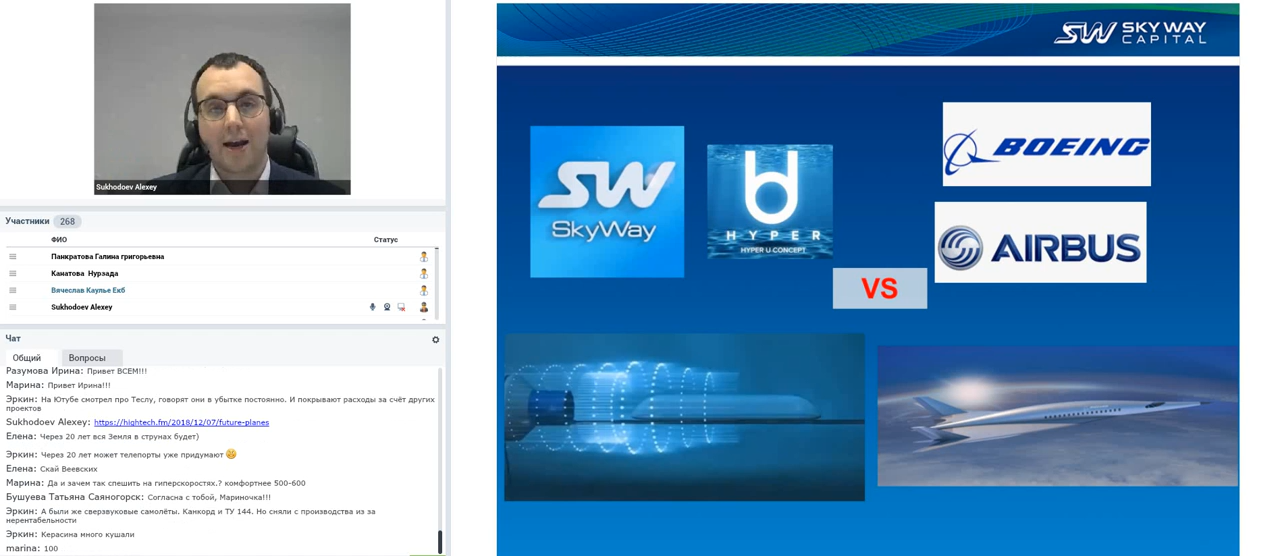 Sukhodoev Alexey
Участники 268
ФИО Статус
Панкратова Галина григорьевна
Канатова Нурзада
Вячеслав Каулье Екб
Sukhodoev Alexey
Чат
Общий Вопросы
Разумова Ирина: Привет ВСЕМ!!!
Марина: Привет Ирина!!!
Эркин: На Ютубе смотрел про Теслу, говорят они в убытке постоянно. И покрывают расходы за счёт других
проектов
Sukhodoev Alexey: https://hightech.fm/2018/12/07/future-planes
Елена: Через 20 лет вся Земля в струнах будет)
Эркин: Через 20 лет может телепорты уже придумают
Елена: Скай Веевских
Марина: Да и зачем так спешить на гиперскоростях.? комфортнее 500-600
Бушуева Татьяна Саяногорск: Согласна с тобой, Мариночка!!!
Эркин: А были же сверзвуковые самолёты. Канкорд и ТУ 144. Но сняли с производства из за
нерентабельности
Эркин: Керасина много кушали
marina: 100
SW SKY WAY
CAPITAL
SW
SkyWay
U
HYPER
HYPER U CONCEPT
BOEING
AIRBUS
VS